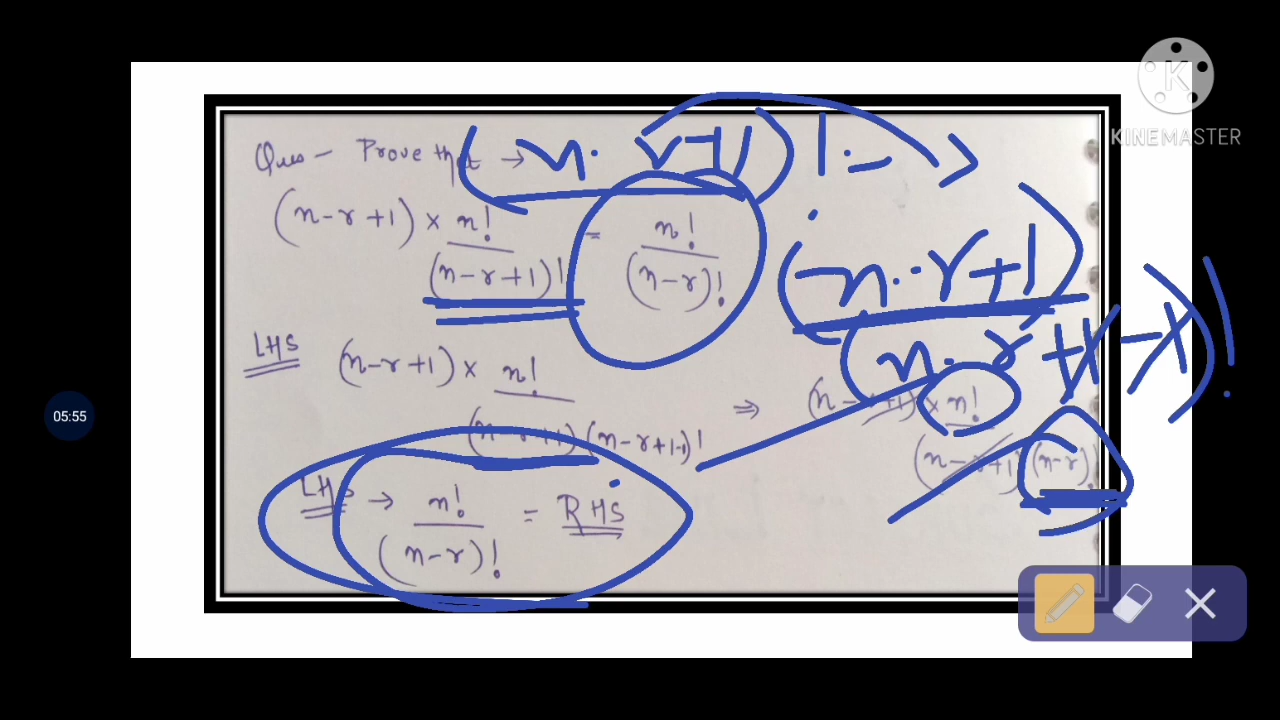 Ques - Prove that →
(n-r+1) × n! / (n-r+1)! = n! / (n-r)!
LHS (n-r+1) × n! / (n-r+1)(n-r+1-1)! ⇒ (n-r+1) × n! / (n-r+1)(n-r)!
LHS → n! / (n-r)! = RHS
(n·r+1)
(n·r+1-1))!
K
KINEMASTER
05:55